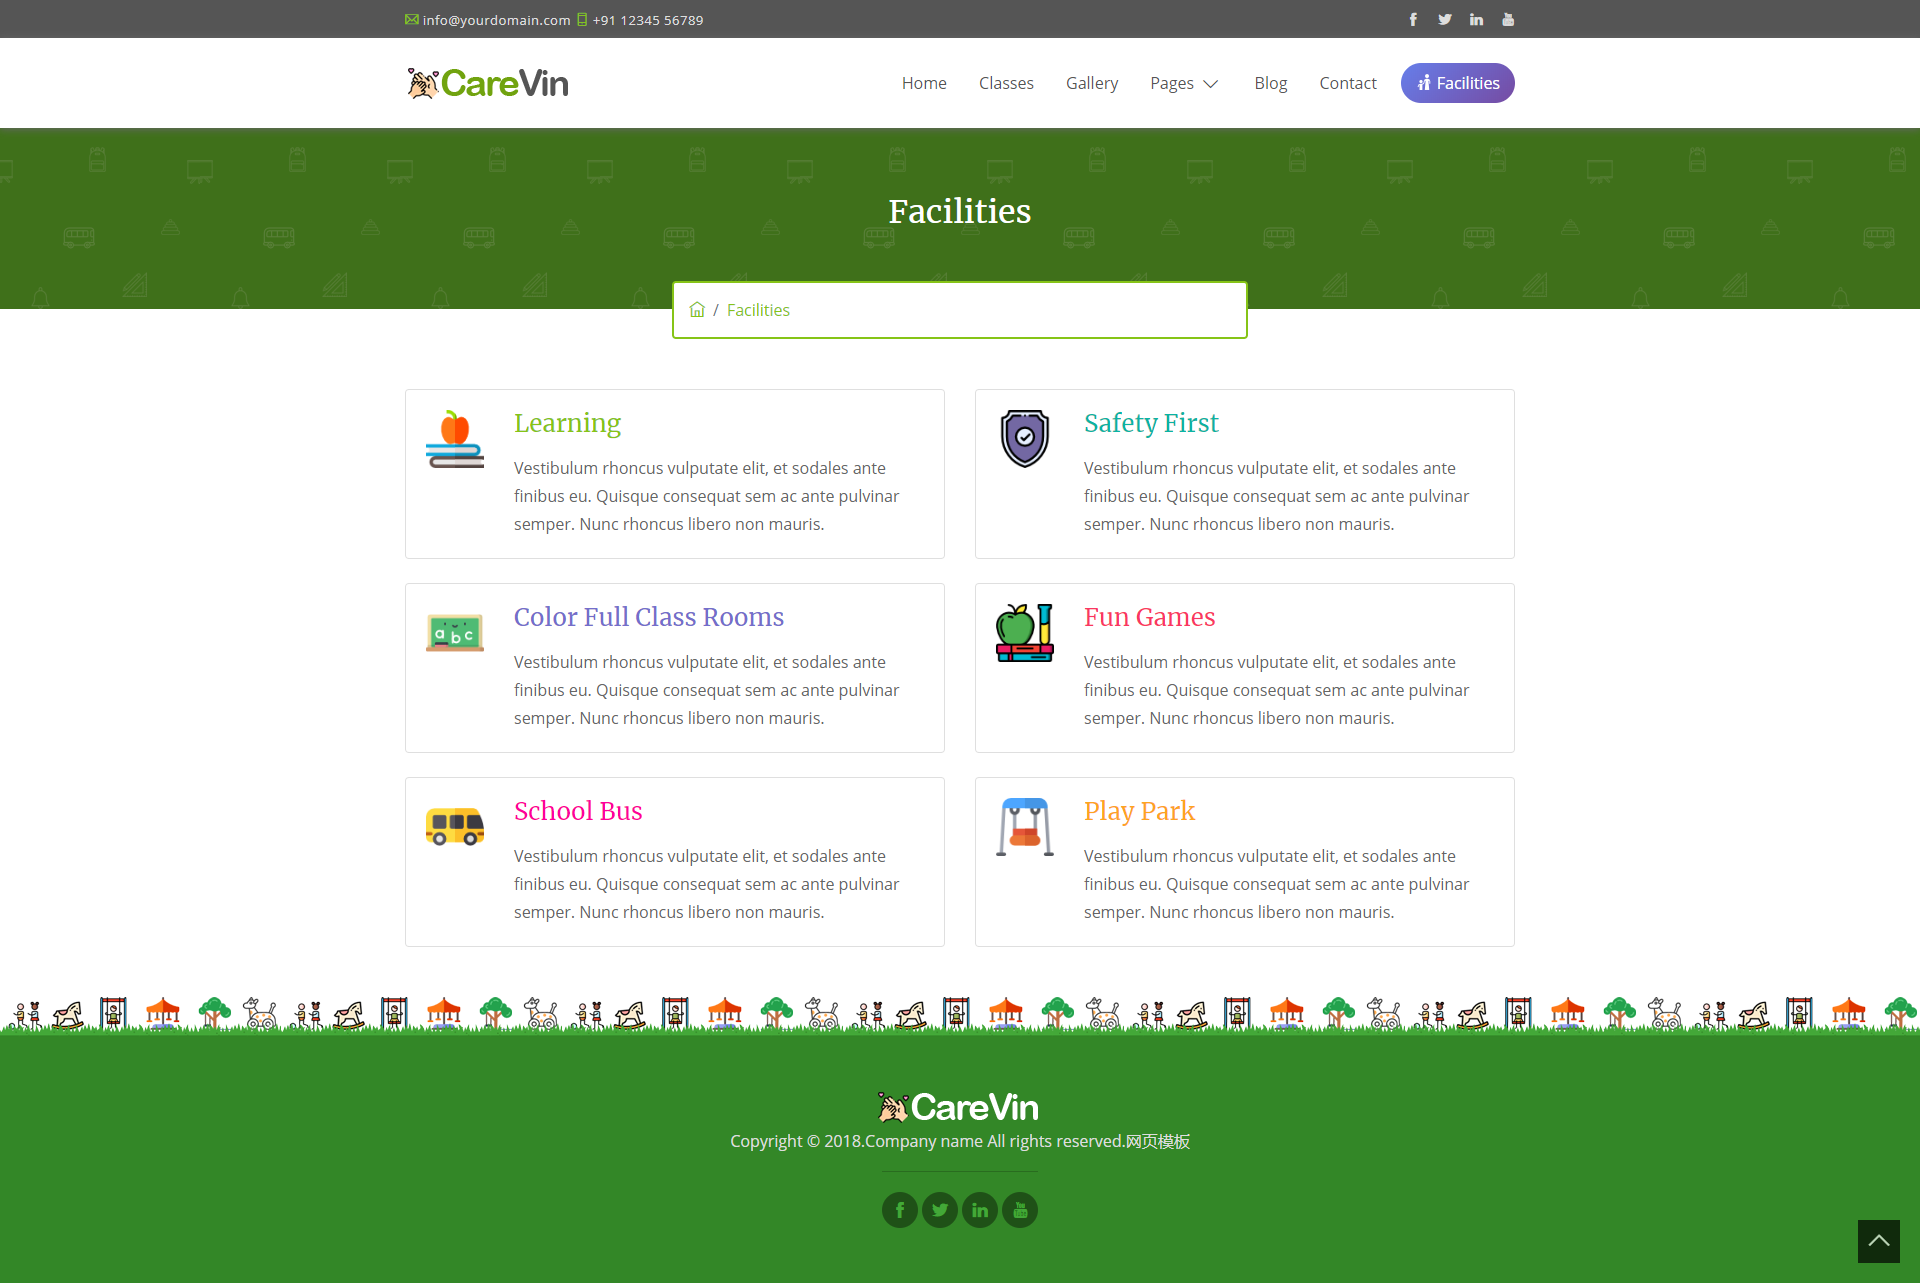 info@yourdomain.com +91 12345 56789
CareVin
Home Classes Gallery Pages Blog Contact Facilities
Facilities
/ Facilities
Learning
Vestibulum rhoncus vulputate elit, et sodales ante
finibus eu. Quisque consequat sem ac ante pulvinar
semper. Nunc rhoncus libero non mauris.
Safety First
Vestibulum rhoncus vulputate elit, et sodales ante
finibus eu. Quisque consequat sem ac ante pulvinar
semper. Nunc rhoncus libero non mauris.
abc
Color Full Class Rooms
Vestibulum rhoncus vulputate elit, et sodales ante
finibus eu. Quisque consequat sem ac ante pulvinar
semper. Nunc rhoncus libero non mauris.
Fun Games
Vestibulum rhoncus vulputate elit, et sodales ante
finibus eu. Quisque consequat sem ac ante pulvinar
semper. Nunc rhoncus libero non mauris.
School Bus
Vestibulum rhoncus vulputate elit, et sodales ante
finibus eu. Quisque consequat sem ac ante pulvinar
semper. Nunc rhoncus libero non mauris.
Play Park
Vestibulum rhoncus vulputate elit, et sodales ante
finibus eu. Quisque consequat sem ac ante pulvinar
semper. Nunc rhoncus libero non mauris.
CareVin
Copyright © 2018.Company name All rights reserved.网页模板